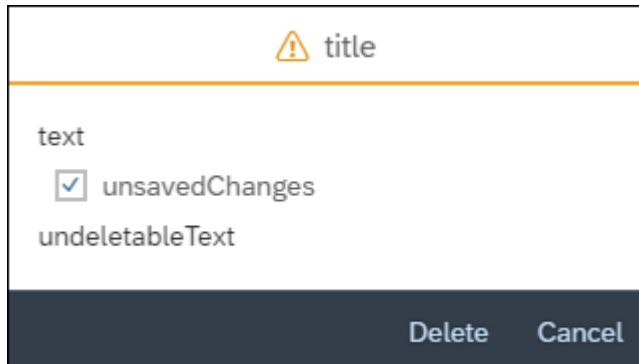 title
text
unsavedChanges
undeletableText
Delete Cancel